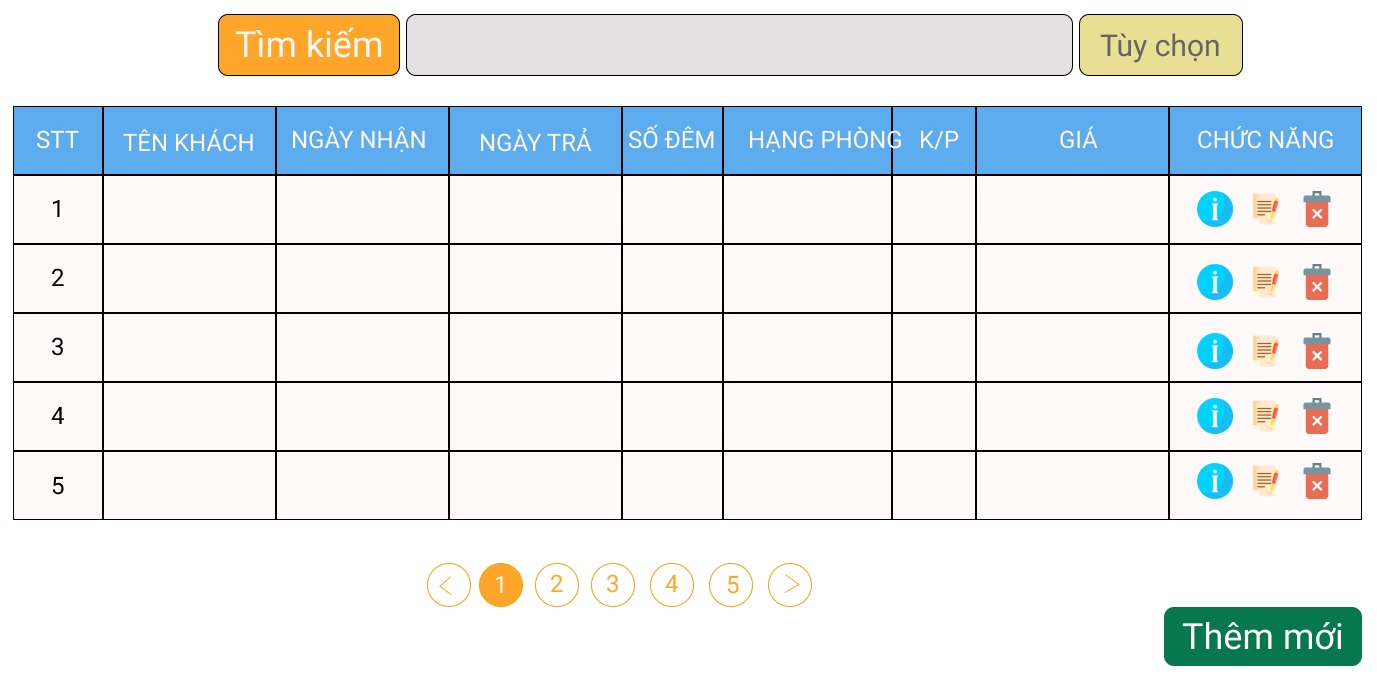 Tìm kiếm Tùy chọn
STT TÊN KHÁCH NGÀY NHẬN NGÀY TRẢ SỐ ĐÊM HẠNG PHÒNG K/P GIÁ CHỨC NĂNG
1
2
3
4
5
< 1 2 3 4 5 >
Thêm mới